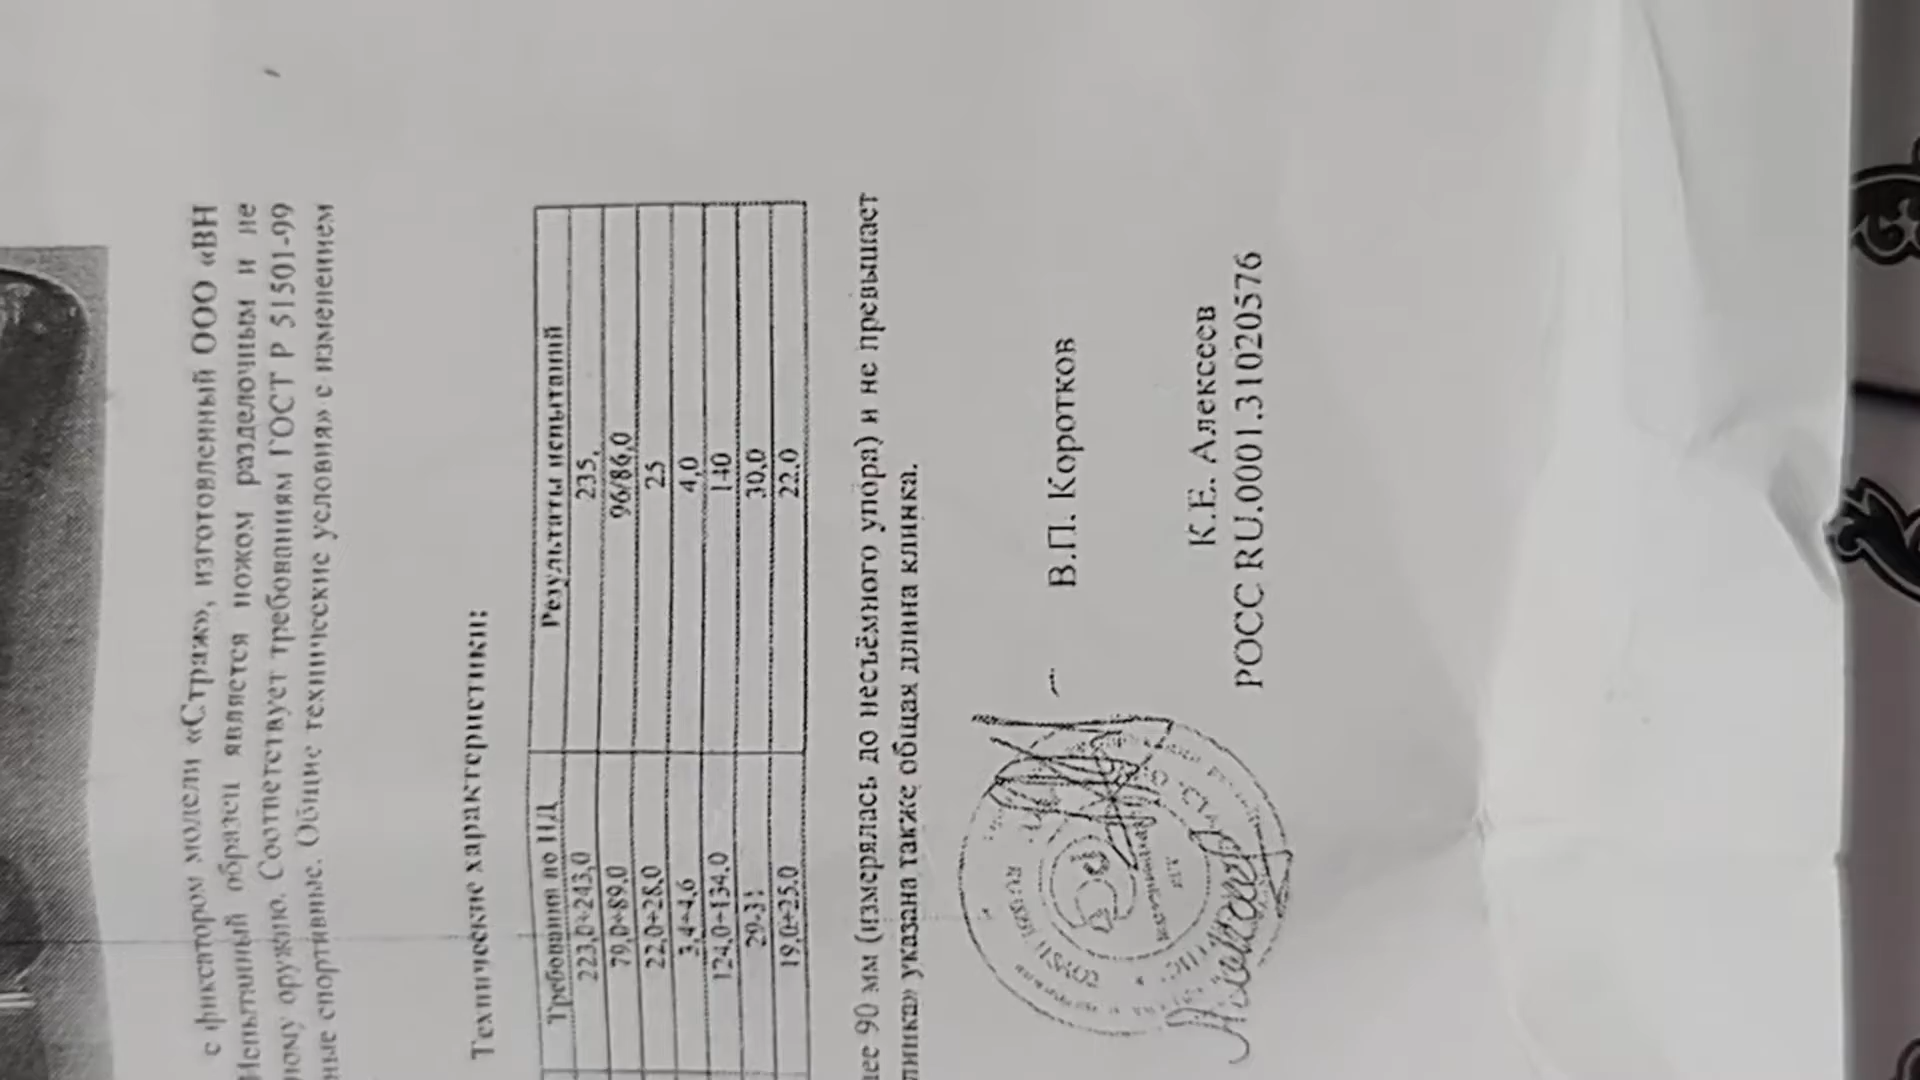 с фиксатором модели «Страж», изготовленный ООО «ВН
Испытанный образец является ножом разделочным и не
ному оружию. Соответствует требованиям ГОСТ Р 51501-99
ные спортивные. Общие технические условия» с изменением
Технические характеристики:
Требования по НД Результаты испытаний
223,0÷243,0 235,
79,0÷89,0 96/86,0
22,0÷28,0 25
3,4÷4,6 4,0
124,0÷134,0 140
29-31 30,0
19,0÷25,0 22,0
нее 90 мм (измерялась до несъёмного упора) и не превышает
линка» указана также общая длина клинка.
В.П. Коротков
К.Е. Алексеев
РОСС RU.0001.31020576